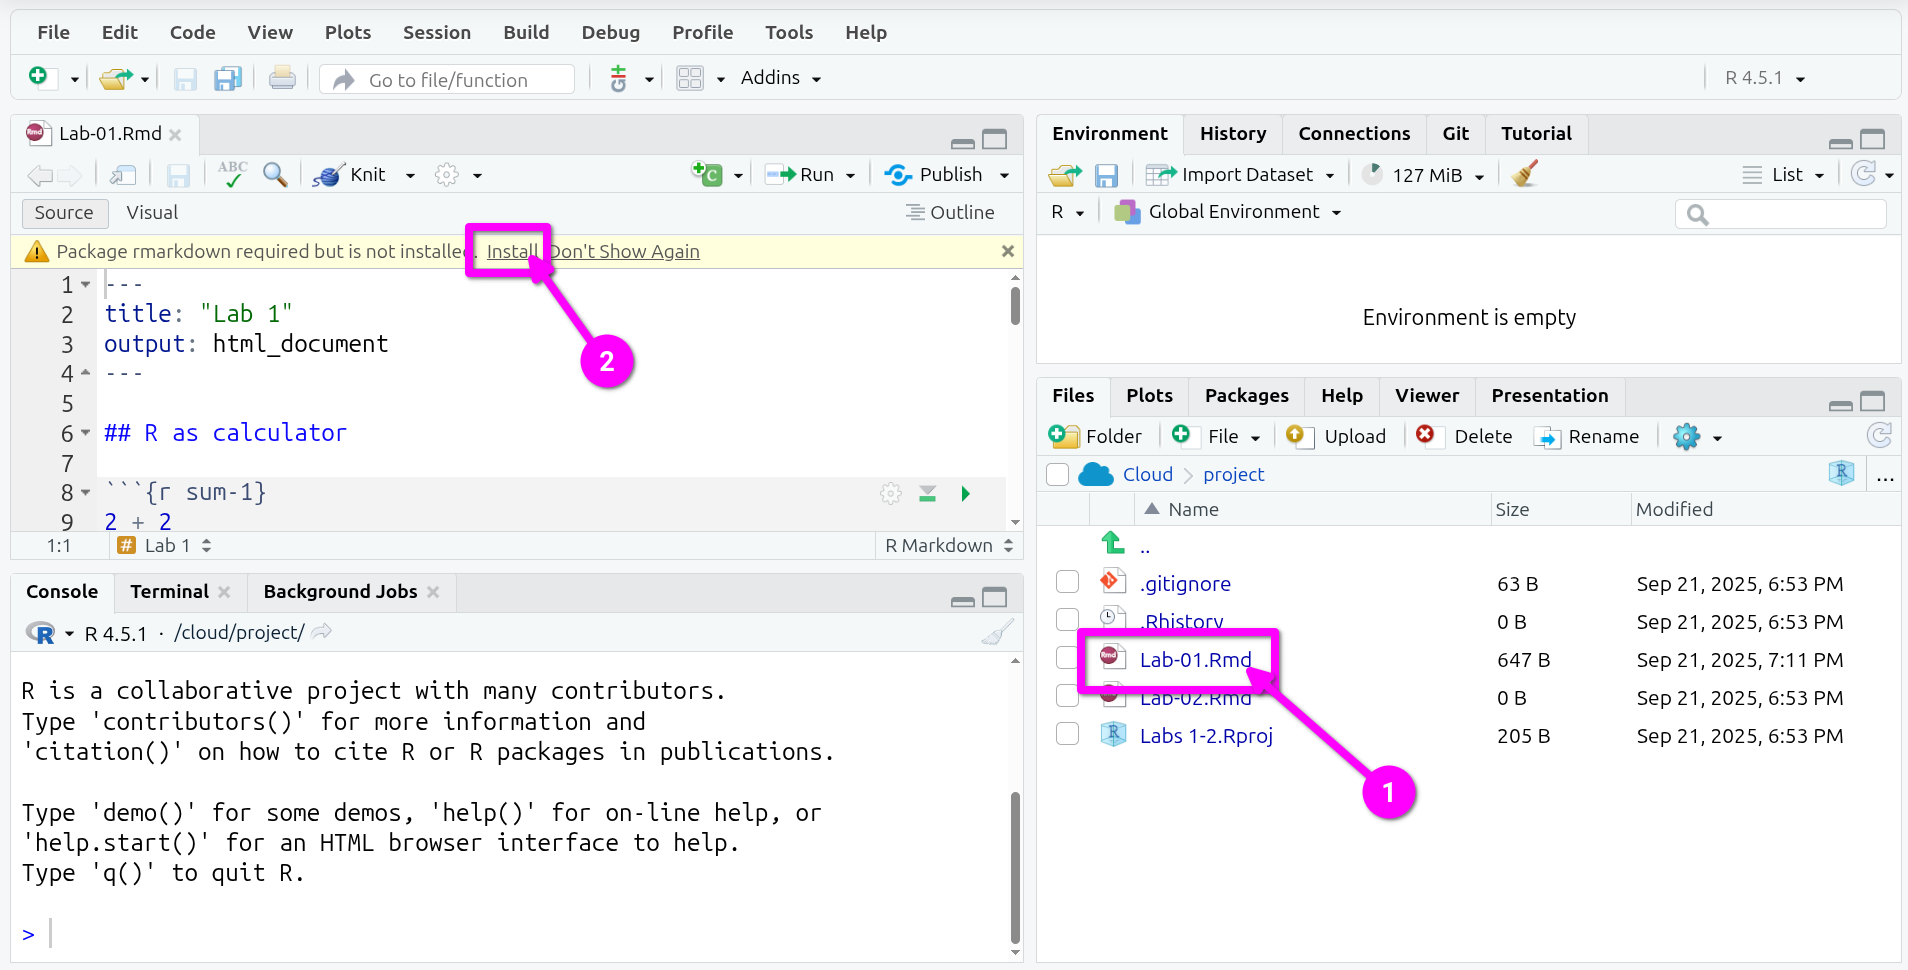 File Edit Code View Plots Session Build Debug Profile Tools Help
Go to file/function Addins R 4.5.1
Lab-01.Rmd
ABC Knit Run Publish
Source Visual Outline
Package rmarkdown required but is not installed. Install Don't Show Again
1 ---
2 title: "Lab 1"
3 output: html_document
4 ---
5
6 ## R as calculator
7
8 ```{r sum-1}
9 2 + 2
1:1 # Lab 1 R Markdown
2
Console Terminal Background Jobs
R 4.5.1 · /cloud/project/
R is a collaborative project with many contributors.
Type 'contributors()' for more information and
'citation()' on how to cite R or R packages in publications.
Type 'demo()' for some demos, 'help()' for on-line help, or
'help.start()' for an HTML browser interface to help.
Type 'q()' to quit R.
>
Environment History Connections Git Tutorial
Import Dataset 127 MiB List
R Global Environment
Environment is empty
Files Plots Packages Help Viewer Presentation
Folder File Upload Delete Rename
Cloud project ...
Name Size Modified
..
.gitignore 63 B Sep 21, 2025, 6:53 PM
.Rhistory 0 B Sep 21, 2025, 6:53 PM
Lab-01.Rmd 647 B Sep 21, 2025, 7:11 PM
Lab-02.Rmd 0 B Sep 21, 2025, 6:53 PM
Labs 1-2.Rproj 205 B Sep 21, 2025, 6:53 PM
1